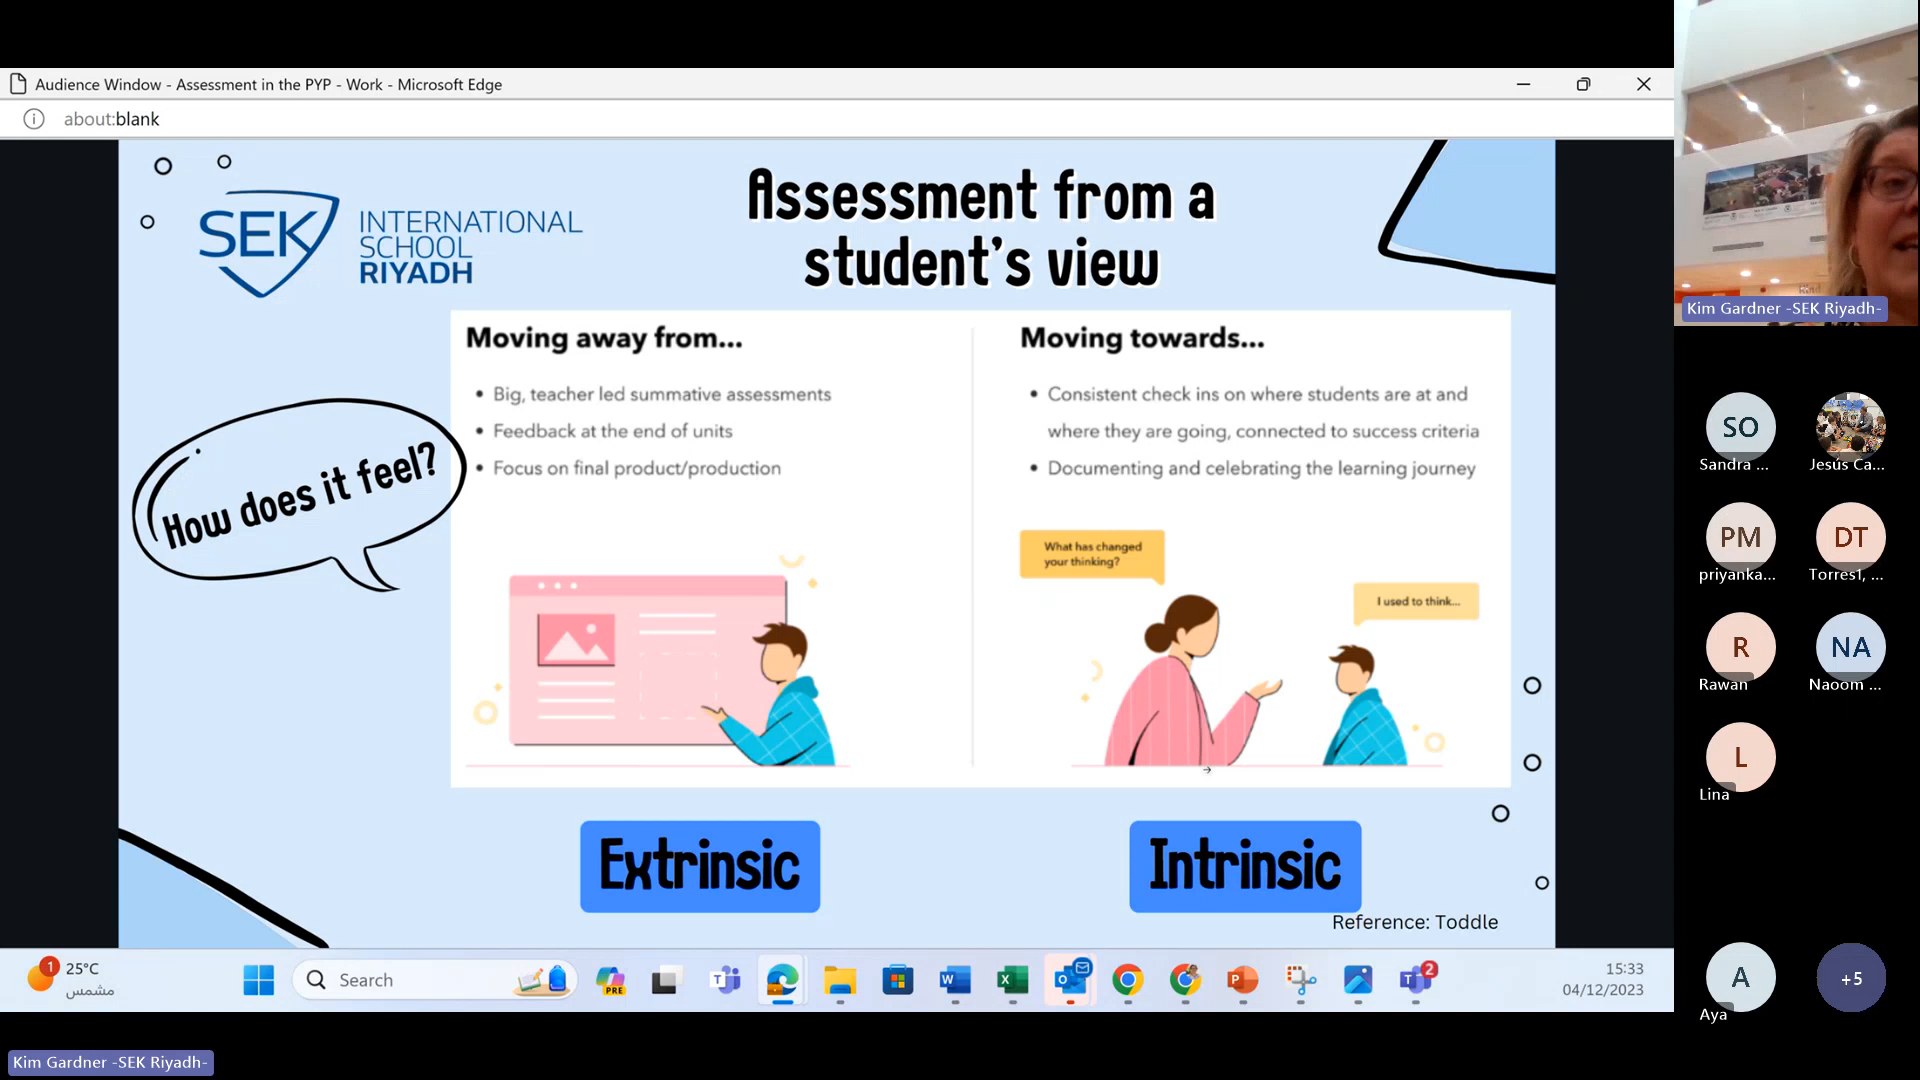 Audience Window - Assessment in the PYP - Work - Microsoft Edge
about:blank
SEK
INTERNATIONAL
SCHOOL
RIYADH
Assessment from a
student's view
How does it feel?
Moving away from...
• Big, teacher led summative assessments
• Feedback at the end of units
• Focus on final product/production
Moving towards...
• Consistent check ins on where students are at and
where they are going, connected to success criteria
• Documenting and celebrating the learning journey
What has changed
your thinking?
I used to think...
Extrinsic
Intrinsic
Reference: Toddle
1
25°C
مشمس
Search
PRE
2
15:33
04/12/2023
Kim Gardner -SEK Riyadh-
Kim Gardner -SEK Riyadh-
SO
Sandra ...
Jesús Ca...
PM
priyanka...
DT
Torres1, ...
R
Rawan
NA
Naoom ...
L
Lina
A
Aya
+5